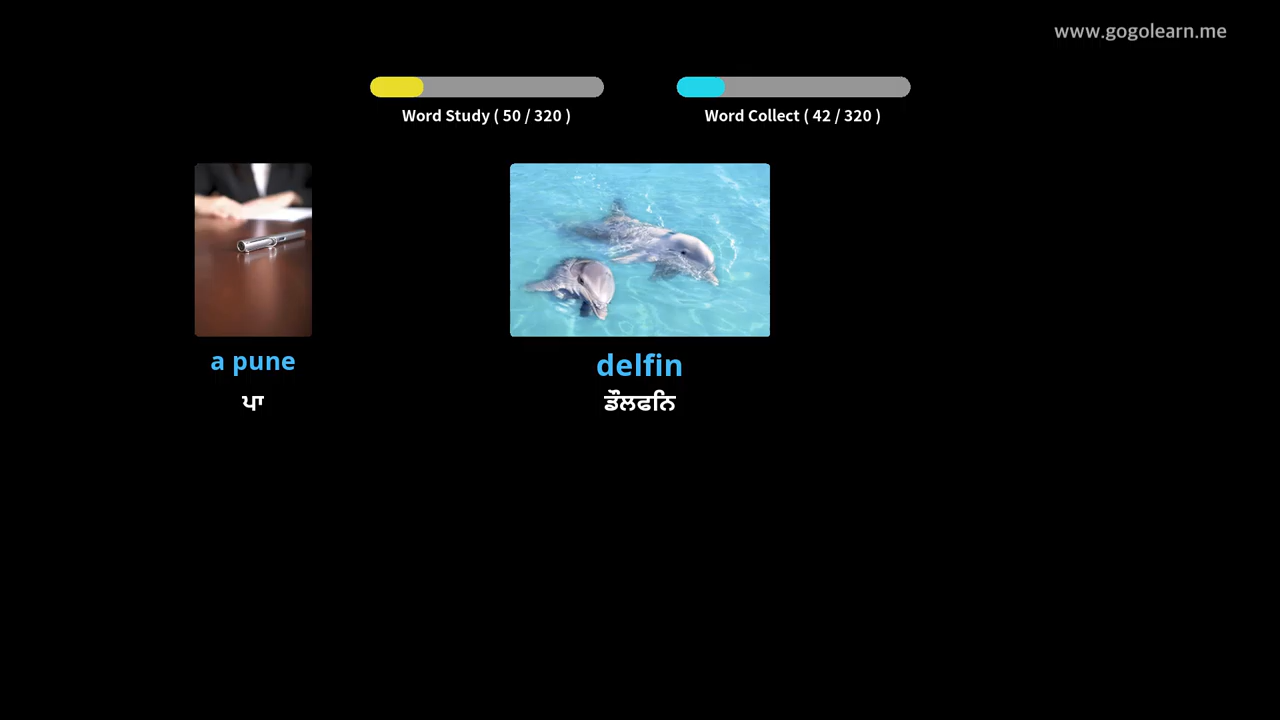 www.gogolearn.me
Word Study ( 50 / 320 )
Word Collect ( 42 / 320 )
a pune
ਪਾ
delfin
ਡੌਲਫਨਿ